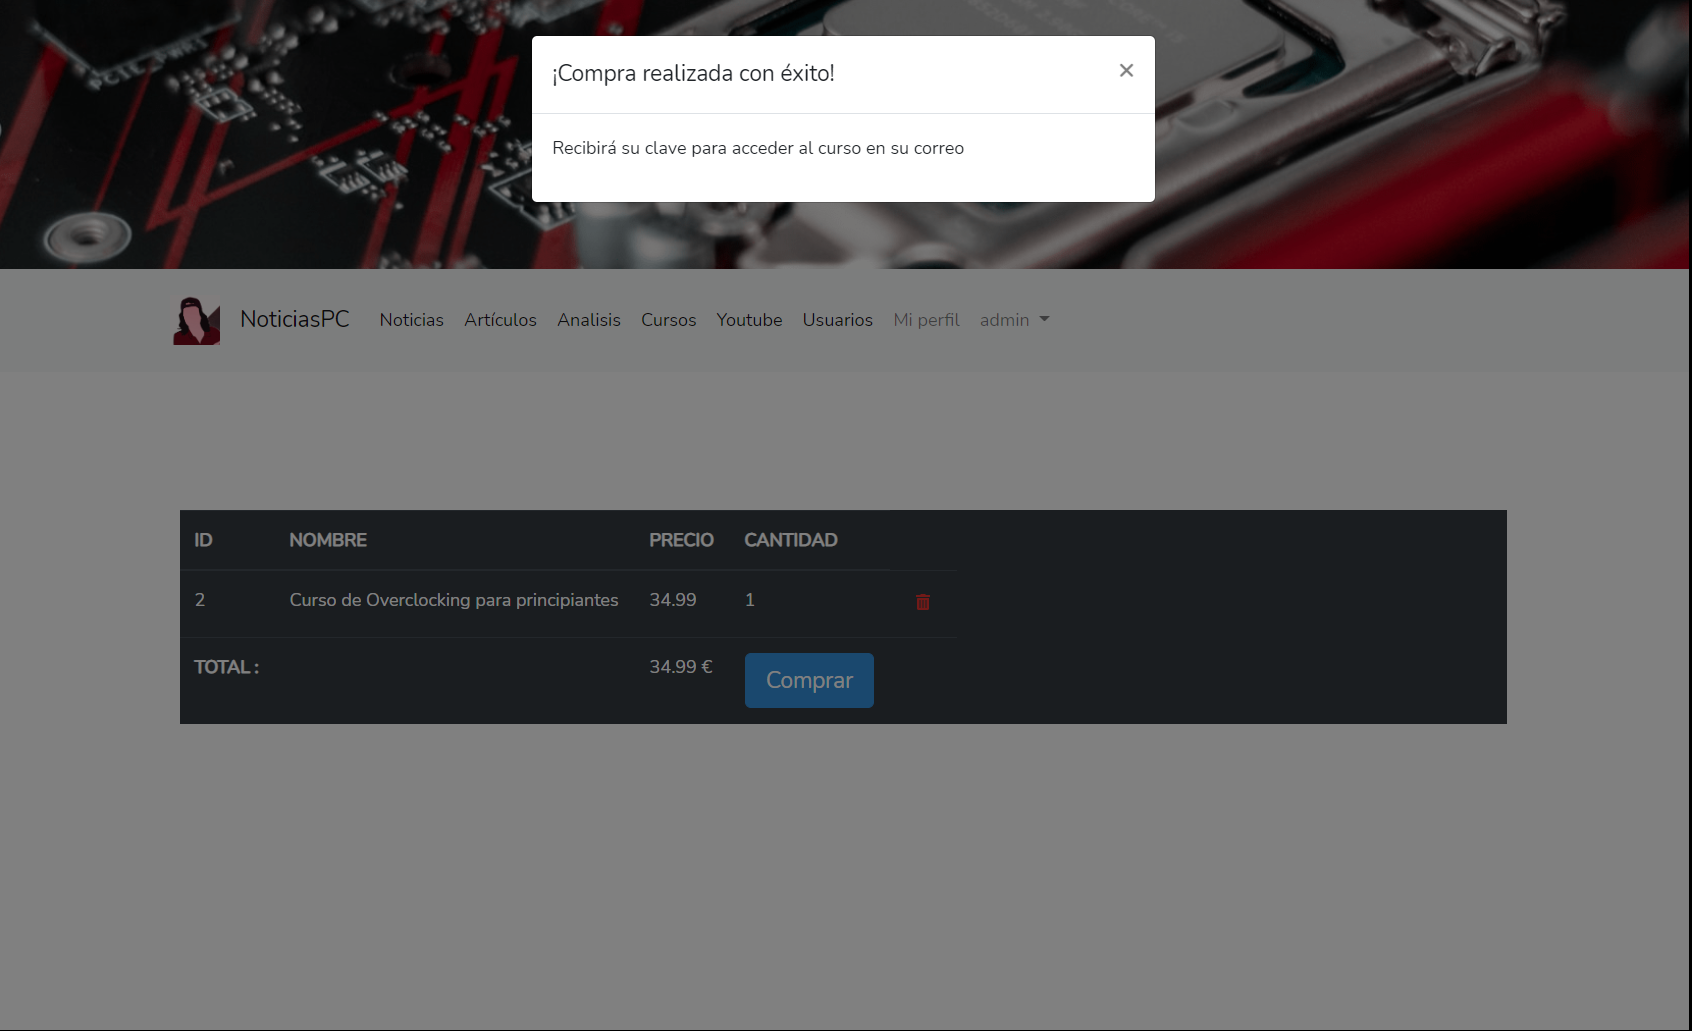 ¡Compra realizada con éxito!
×
Recibirá su clave para acceder al curso en su correo
NoticiasPC Noticias Artículos Analisis Cursos Youtube Usuarios Mi perfil admin
ID NOMBRE PRECIO CANTIDAD
2 Curso de Overclocking para principiantes 34.99 1
TOTAL : 34.99 € Comprar